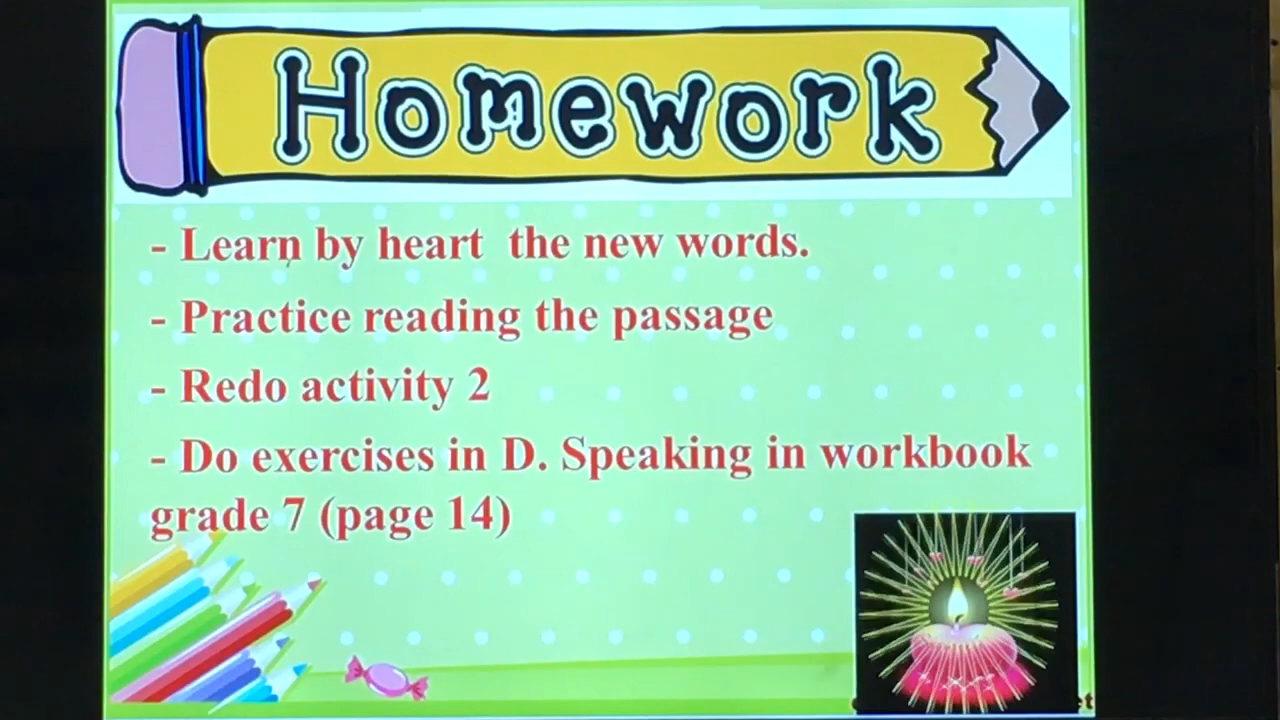 Homework
- Learn by heart  the new words.
- Practice reading the passage
- Redo activity 2
- Do exercises in D. Speaking in workbook
grade 7 (page 14)